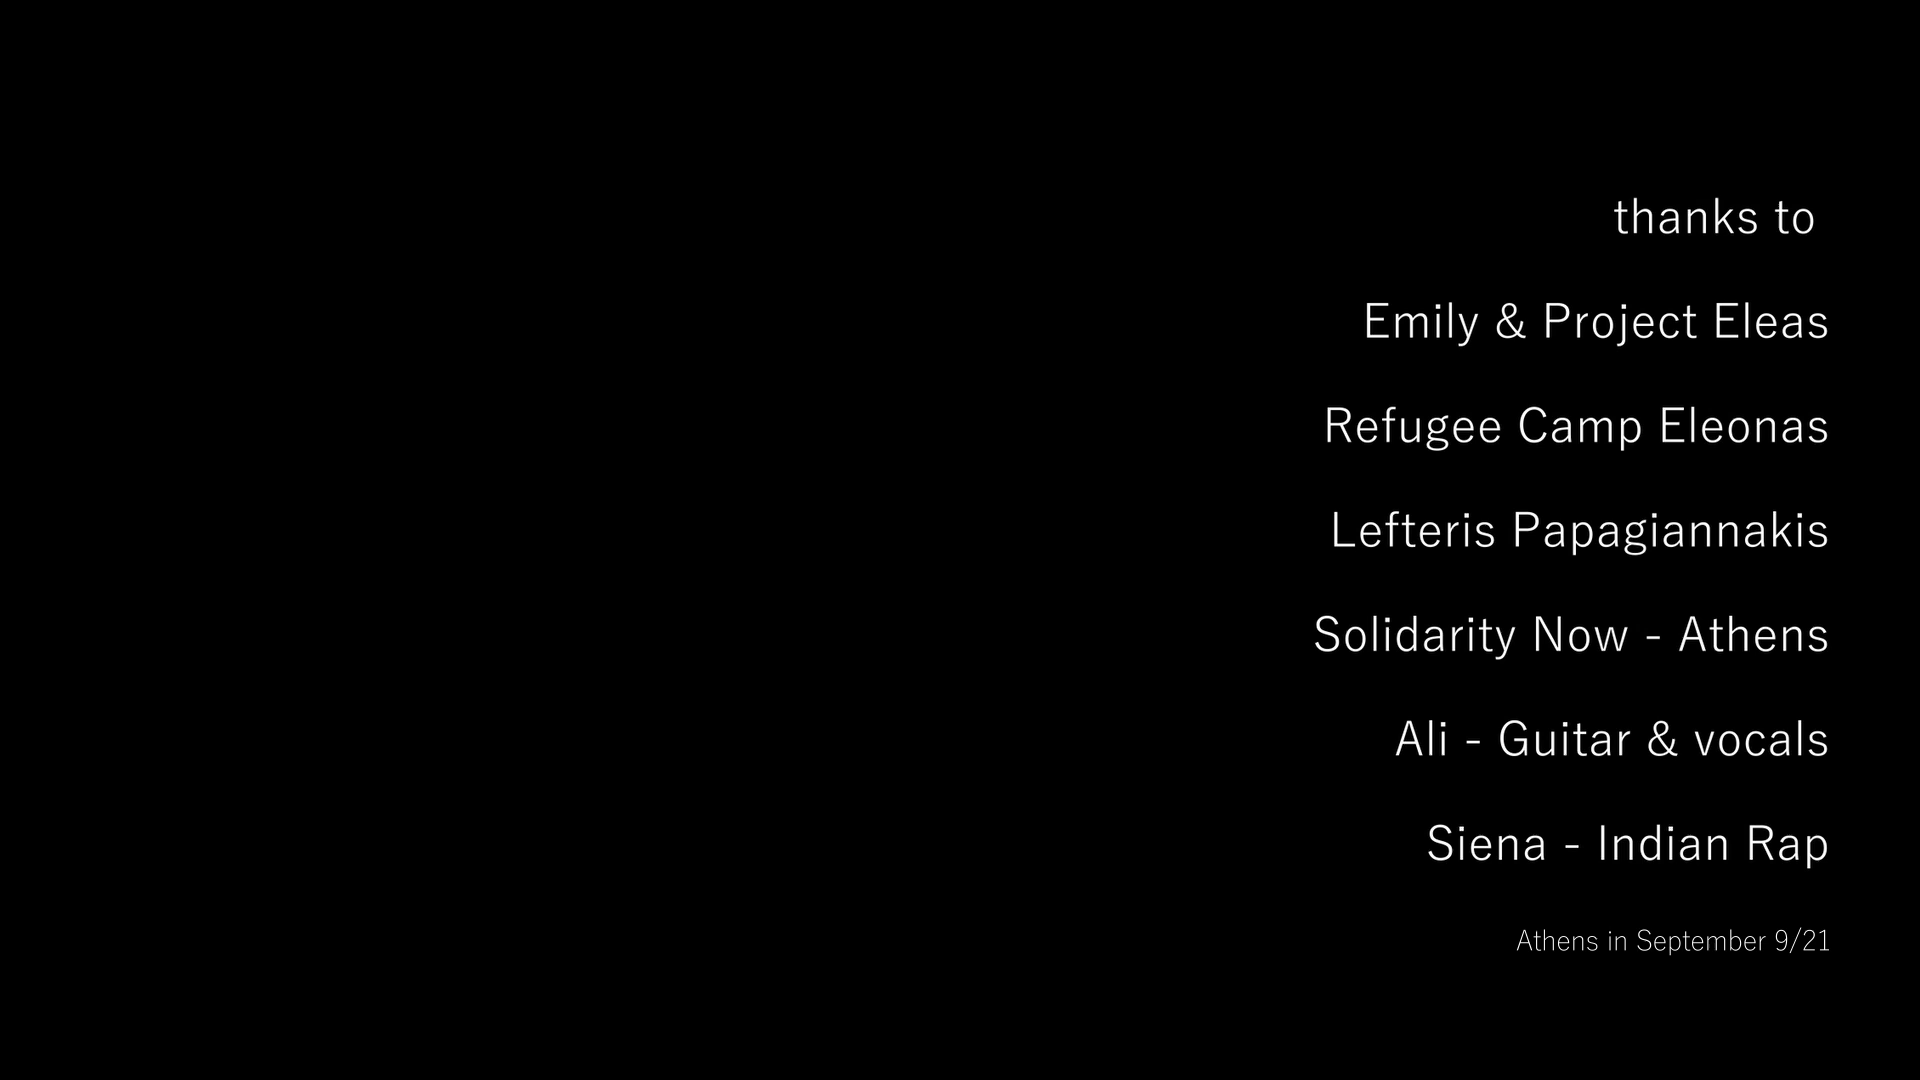 thanks to
Emily & Project Eleas
Refugee Camp Eleonas
Lefteris Papagiannakis
Solidarity Now - Athens
Ali - Guitar & vocals
Siena - Indian Rap
Athens in September 9/21